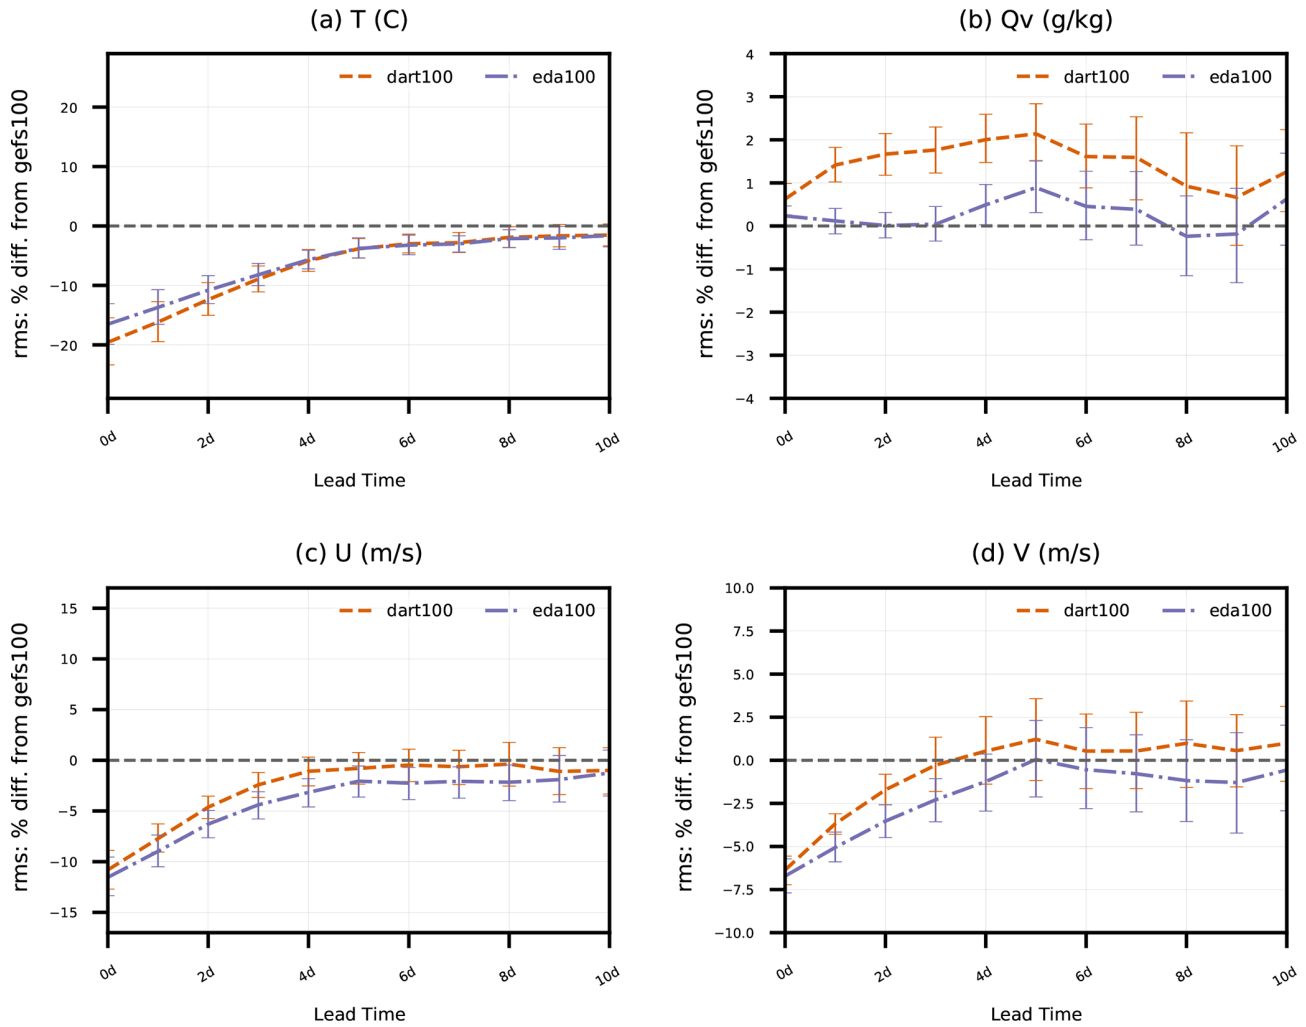 (a) T (C)
rms: % diff. from gefs100
dart100 eda100
20
10
0
−10
−20
0d 2d 4d 6d 8d 10d
Lead Time
(b) Qv (g/kg)
rms: % diff. from gefs100
dart100 eda100
4
3
2
1
0
−1
−2
−3
−4
0d 2d 4d 6d 8d 10d
Lead Time
(c) U (m/s)
rms: % diff. from gefs100
dart100 eda100
15
10
5
0
−5
−10
−15
0d 2d 4d 6d 8d 10d
Lead Time
(d) V (m/s)
rms: % diff. from gefs100
dart100 eda100
10.0
7.5
5.0
2.5
0.0
−2.5
−5.0
−7.5
−10.0
0d 2d 4d 6d 8d 10d
Lead Time